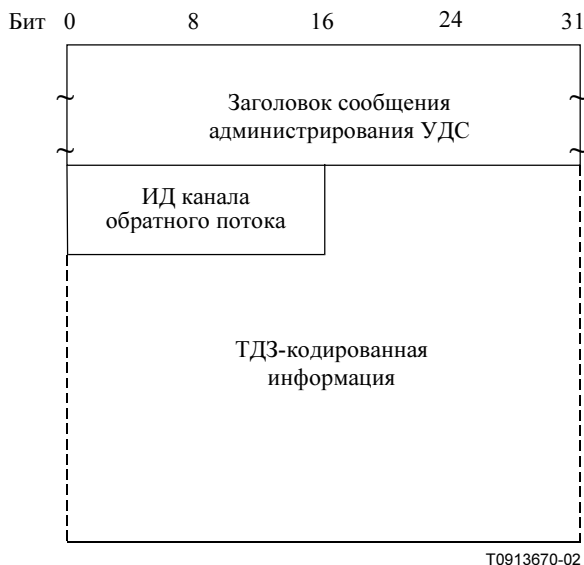 Бит 0 8 16 24 31
Заголовок сообщения
администрирования УДС
ИД канала
обратного потока
ТДЗ-кодированная
информация
T0913670-02